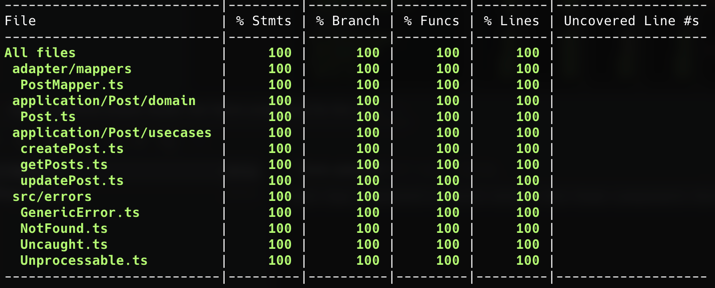 -----------------------------|---------|----------|---------|---------|-------------------
File | % Stmts | % Branch | % Funcs | % Lines | Uncovered Line #s
-----------------------------|---------|----------|---------|---------|-------------------
All files | 100 | 100 | 100 | 100 |
adapter/mappers | 100 | 100 | 100 | 100 |
PostMapper.ts | 100 | 100 | 100 | 100 |
application/Post/domain | 100 | 100 | 100 | 100 |
Post.ts | 100 | 100 | 100 | 100 |
application/Post/usecases | 100 | 100 | 100 | 100 |
createPost.ts | 100 | 100 | 100 | 100 |
getPosts.ts | 100 | 100 | 100 | 100 |
updatePost.ts | 100 | 100 | 100 | 100 |
src/errors | 100 | 100 | 100 | 100 |
GenericError.ts | 100 | 100 | 100 | 100 |
NotFound.ts | 100 | 100 | 100 | 100 |
Uncaught.ts | 100 | 100 | 100 | 100 |
Unprocessable.ts | 100 | 100 | 100 | 100 |
-----------------------------|---------|----------|---------|---------|-------------------